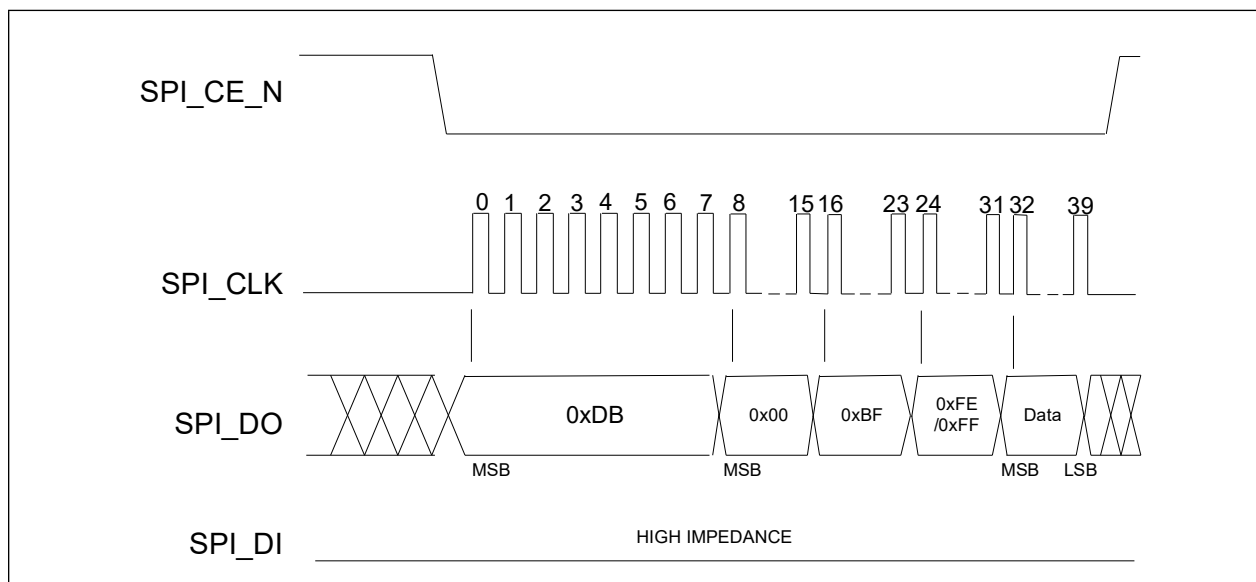 SPI_CE_N
0 1 2 3 4 5 6 7 8 15 16 23 24 31 32 39
SPI_CLK
SPI_DO
0xDB
0x00
0xBF
0xFE
/0xFF
Data
MSB MSB MSB LSB
HIGH IMPEDANCE
SPI_DI